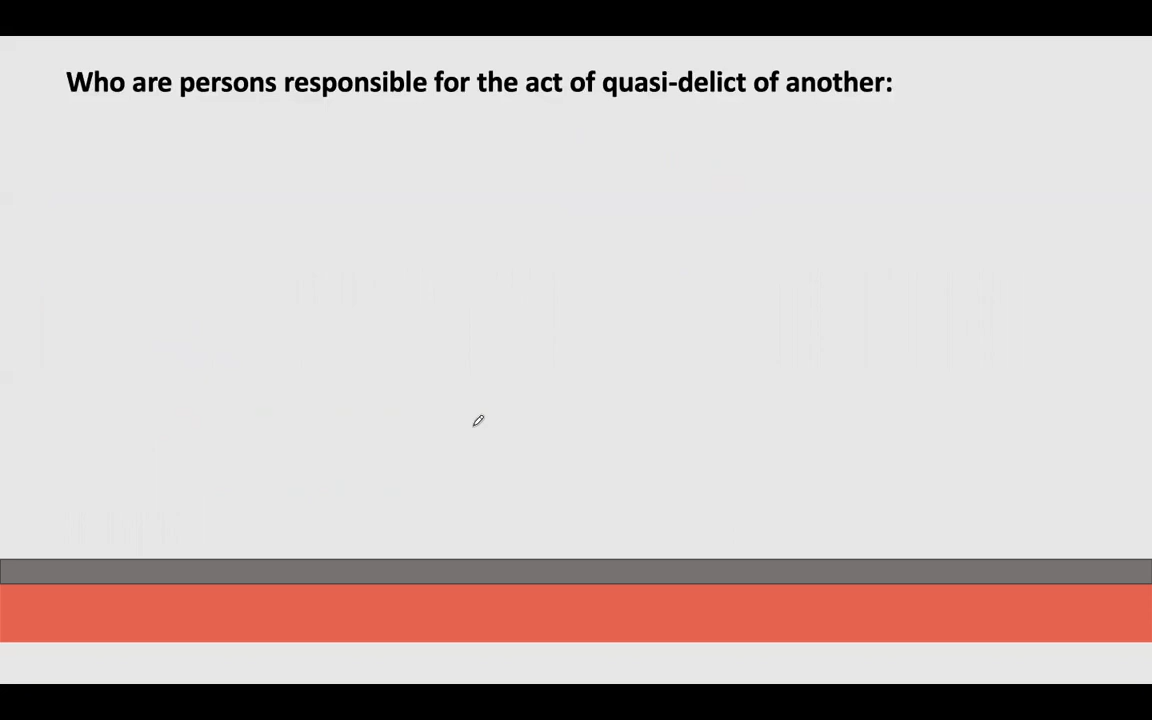 Who are persons responsible for the act of quasi-delict of another: